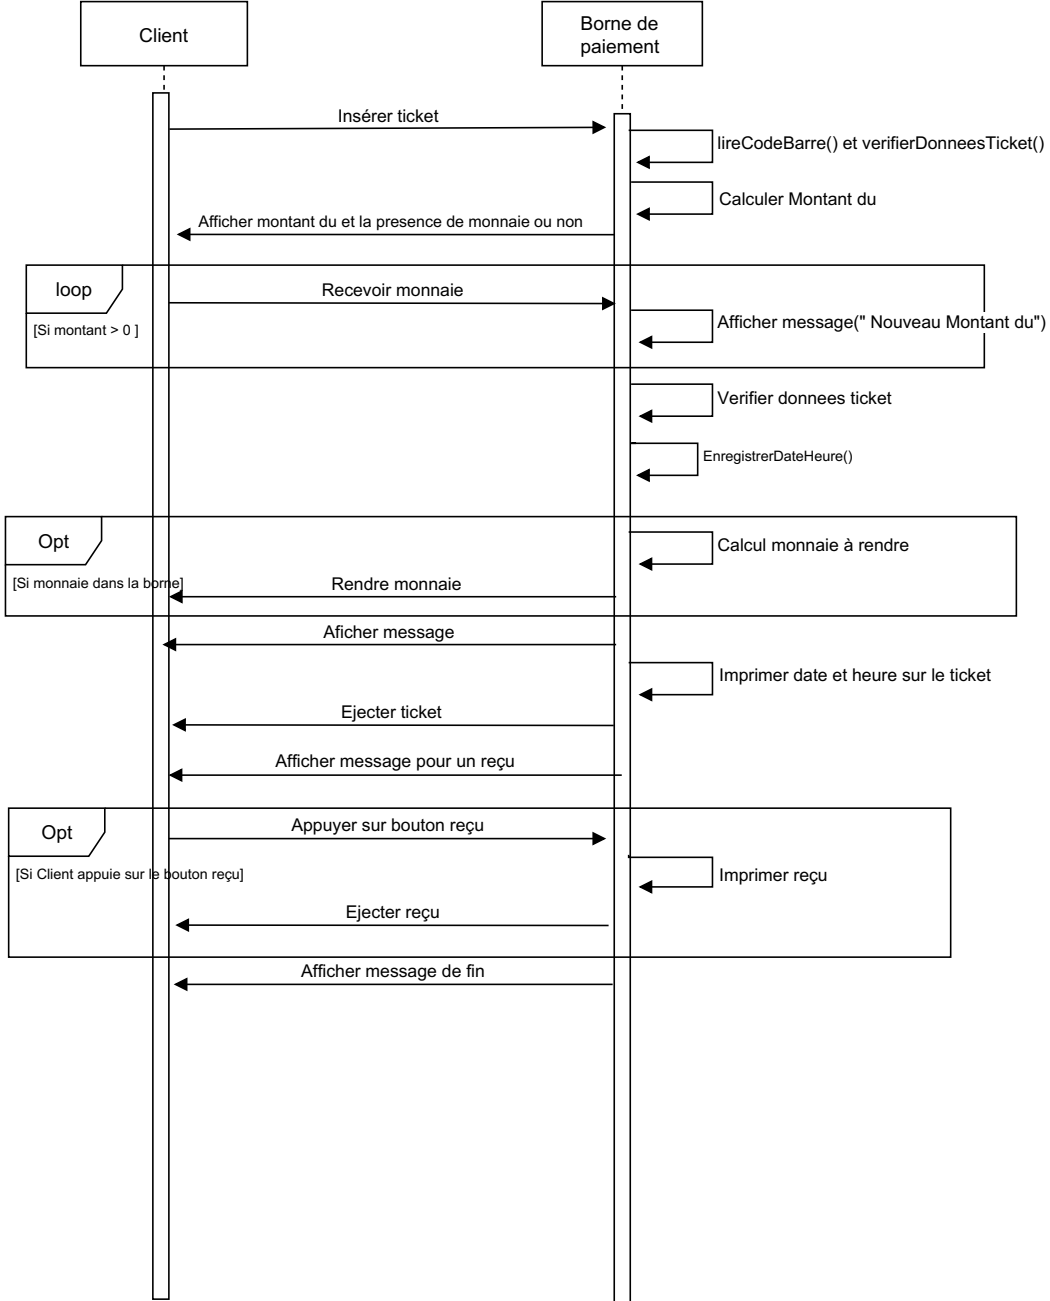 Client
Borne de
paiement
Insérer ticket
lireCodeBarre() et verifierDonneesTicket()
Calculer Montant du
Afficher montant du et la presence de monnaie ou non
loop
Recevoir monnaie
[Si montant > 0 ]
Afficher message(" Nouveau Montant du")
Verifier donnees ticket
EnregistrerDateHeure()
Opt
Calcul monnaie à rendre
[Si monnaie dans la borne]
Rendre monnaie
Aficher message
Imprimer date et heure sur le ticket
Ejecter ticket
Afficher message pour un reçu
Opt
Appuyer sur bouton reçu
[Si Client appuie sur le bouton reçu]
Imprimer reçu
Ejecter reçu
Afficher message de fin